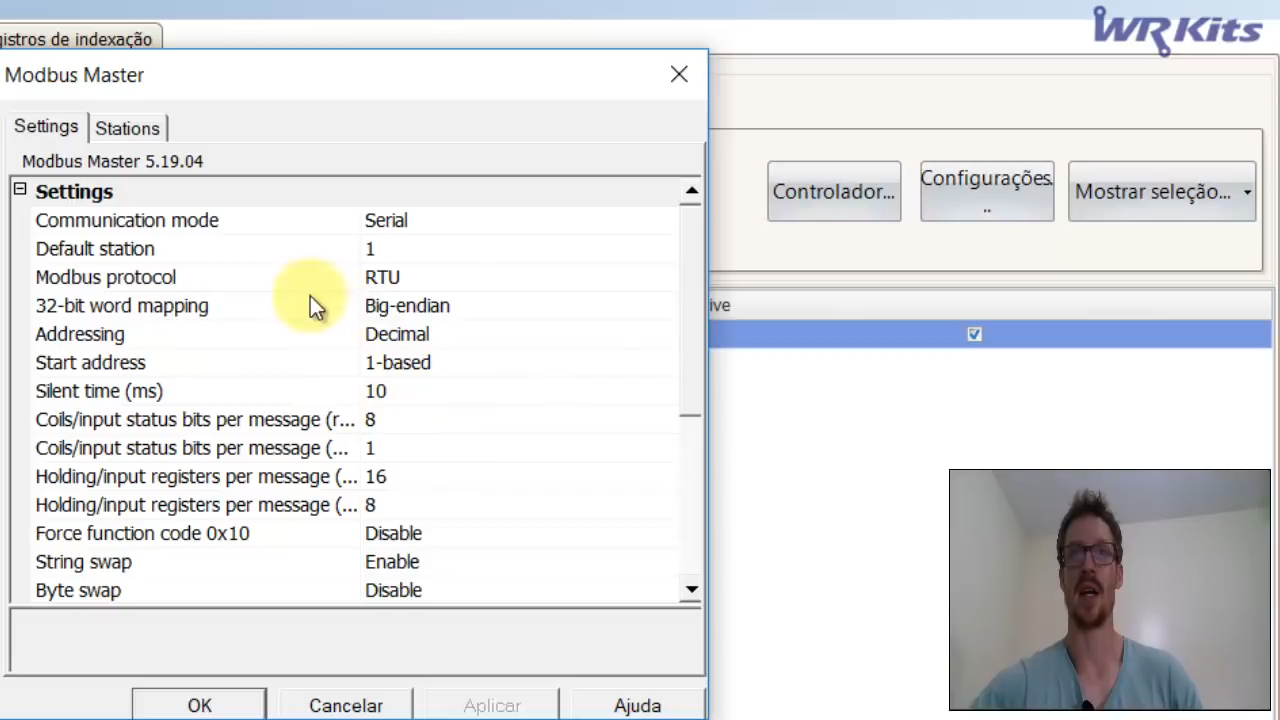 WR Kits
gistros de indexação
Modbus Master
Settings
Stations
Modbus Master 5.19.04
Settings
Communication mode Serial
Default station 1
Modbus protocol RTU
32-bit word mapping Big-endian
Addressing Decimal
Start address 1-based
Silent time (ms) 10
Coils/input status bits per message (r... 8
Coils/input status bits per message (... 1
Holding/input registers per message (... 16
Holding/input registers per message (... 8
Force function code 0x10 Disable
String swap Enable
Byte swap Disable
OK
Cancelar
Aplicar
Ajuda
Controlador...
Configurações.
..
Mostrar seleção...
ive